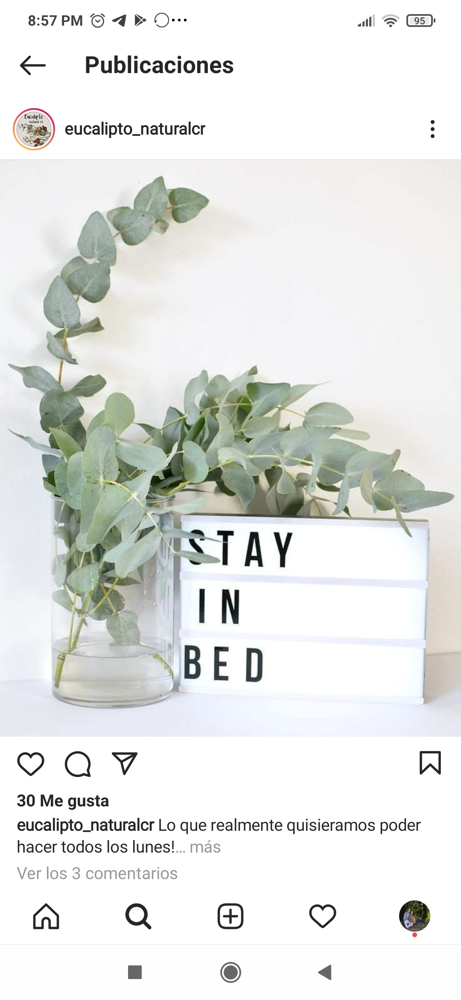 8:57 PM
95
Publicaciones
Eucalipto
Natural CR
eucalipto_naturalcr
STAY
IN
BED
30 Me gusta
eucalipto_naturalcr Lo que realmente quisieramos poder
hacer todos los lunes!... más
Ver los 3 comentarios